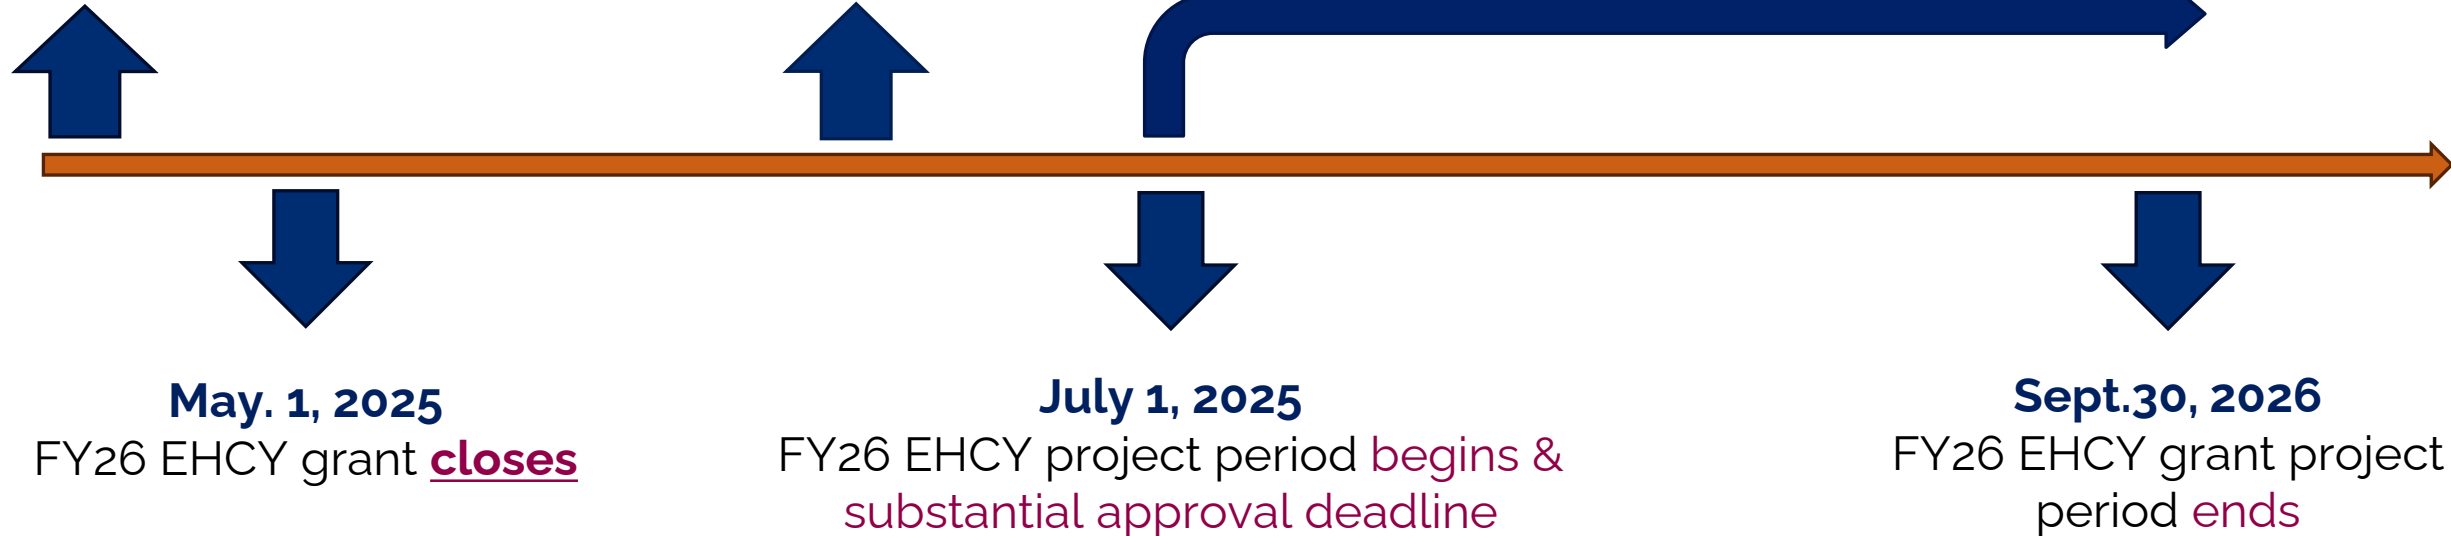 May. 1, 2025
FY26 EHCY grant closes
July 1, 2025
FY26 EHCY project period begins &
substantial approval deadline
Sept.30, 2026
FY26 EHCY grant project
period ends